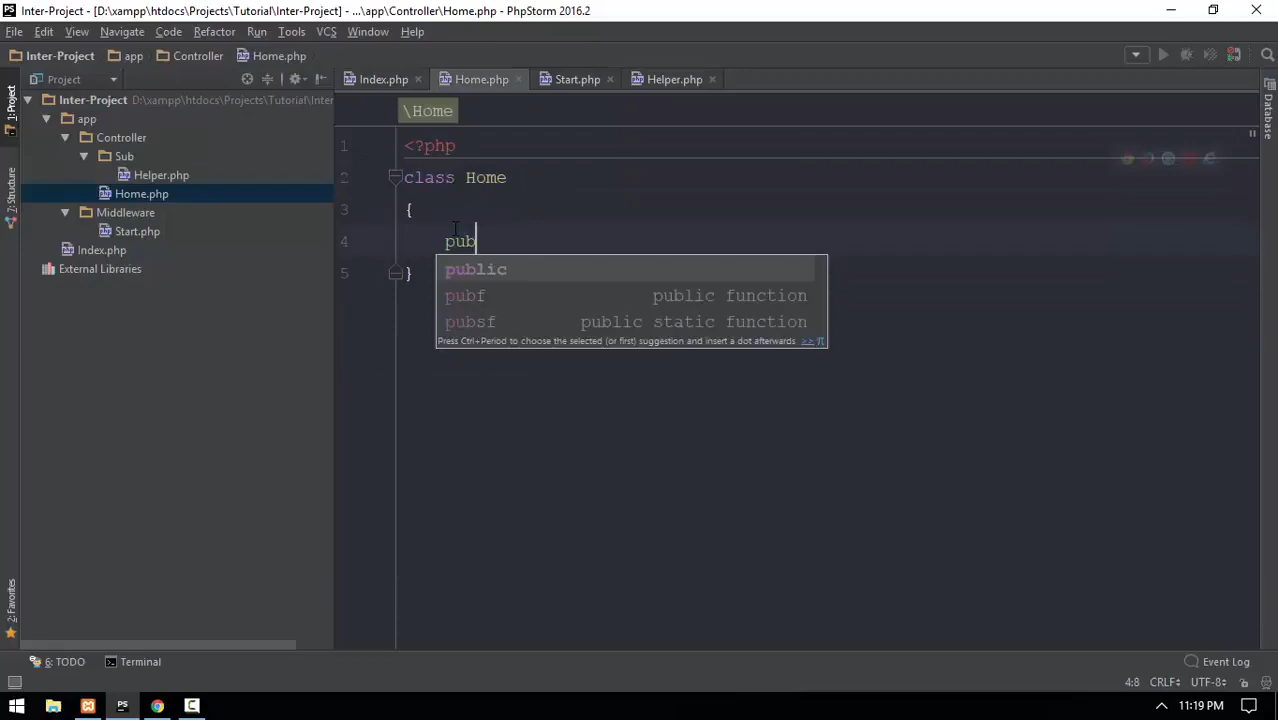 Inter-Project - [D:\xampp\htdocs\Projects\Tutorial\Inter-Project] - ...\app\Controller\Home.php - PhpStorm 2016.2
File Edit View Navigate Code Refactor Run Tools VCS Window Help
Inter-Project app Controller Home.php
Project
Index.php Home.php Start.php Helper.php
1: Project
7: Structure
2: Favorites
Database
Inter-Project D:\xampp\htdocs\Projects\Tutorial\Inter
app
Controller
Sub
Helper.php
Home.php
Middleware
Start.php
Index.php
External Libraries
\Home
1 <?php
2 class Home
3 {
4 pub
5 }
public
pubf public function
pubsf public static function
Press Ctrl+Period to choose the selected (or first) suggestion and insert a dot afterwards >> π
6: TODO Terminal Event Log
4:8 CRLF UTF-8
PS 11:19 PM